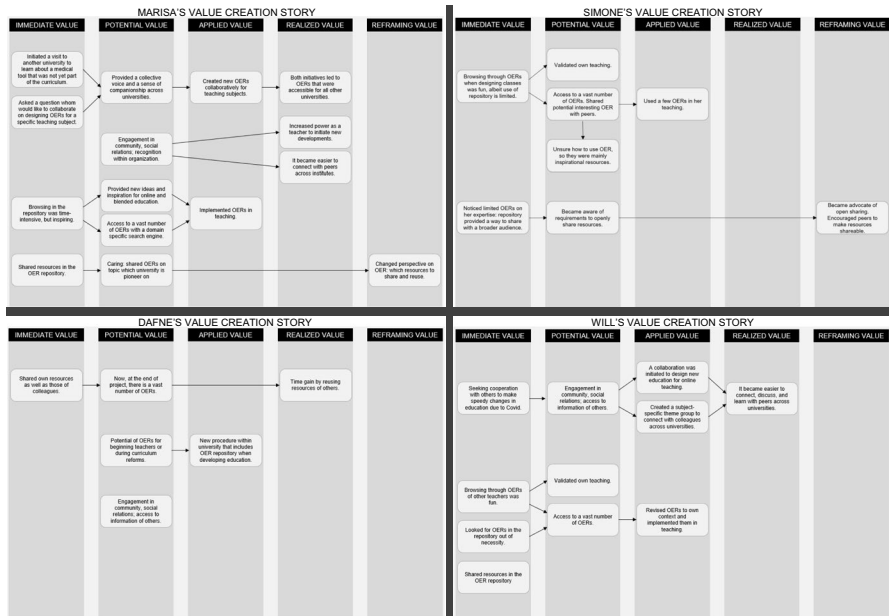 MARISA'S VALUE CREATION STORY
IMMEDIATE VALUE
POTENTIAL VALUE
APPLIED VALUE
REALIZED VALUE
REFRAMING VALUE
Initiated a visit to
another university to
learn about a medical
tool that was not yet
part of the curriculum.
Asked a question whom
would like to collaborate
on designing OERs for a
specific teaching subject.
Provided a collective
voice and a sense of
companionship across
universities.
Created new OERs
collaboratively for
teaching subjects.
Both initiatives led to
OERs that were
accessible for all other
universities.
Engagement in
community, social
relations; recognition
within organization.
Increased power as a
teacher to initiate new
developments.
It became easier to
connect with peers
across institutes.
Browsing in the
repository was time-
intensive, but inspiring.
Provided new ideas and
inspiration for online and
blended education.
Access to a vast number
of OERs with a domain
specific search engine.
Implemented OERs in
teaching.
Shared resources in the
OER repository.
Caring: shared OERs on
topic which university is
pioneer on
Changed perspective on
OER: which resources to
share and reuse.
SIMONE'S VALUE CREATION STORY
IMMEDIATE VALUE
POTENTIAL VALUE
APPLIED VALUE
REALIZED VALUE
REFRAMING VALUE
Browsing through OERs
when designing classes
was fun, albeit use of
repository is limited.
Validated own teaching.
Access to a vast number
of OERs. Shared
potential interesting OER
with peers.
Used a few OERs in her
teaching.
Unsure how to use OER,
so they were mainly
inspirational resources.
Noticed limited OERs on
her expertise: repository
provided a way to share
with a broader audience.
Became aware of
requirements to openly
share resources.
Became advocate of
open sharing.
Encouraged peers to
make resources
shareable.
DAFNE'S VALUE CREATION STORY
IMMEDIATE VALUE
POTENTIAL VALUE
APPLIED VALUE
REALIZED VALUE
REFRAMING VALUE
Shared own resources
as well as those of
colleagues.
Now, at the end of
project, there is a vast
number of OERs.
Time gain by reusing
resources of others.
Potential of OERs for
beginning teachers or
during curriculum
reforms.
New procedure within
university that includes
OER repository when
developing education.
Engagement in
community, social
relations, access to
information of others.
WILL'S VALUE CREATION STORY
IMMEDIATE VALUE
POTENTIAL VALUE
APPLIED VALUE
REALIZED VALUE
REFRAMING VALUE
Seeking cooperation
with others to make
speedy changes in
education due to Covid.
Engagement in
community, social
relations; access to
information of others.
A collaboration was
initiated to design new
education for online
teaching.
Created a subject-
specific theme group to
connect with colleagues
across universities.
It became easier to
connect, discuss, and
learn with peers across
universities.
Browsing through OERs
of other teachers was
fun.
Looked for OERs in the
repository out of
necessity.
Validated own teaching.
Access to a vast number
of OERs
Revised OERs to own
context and
implemented them in
teaching.
Shared resources in the
OER repository